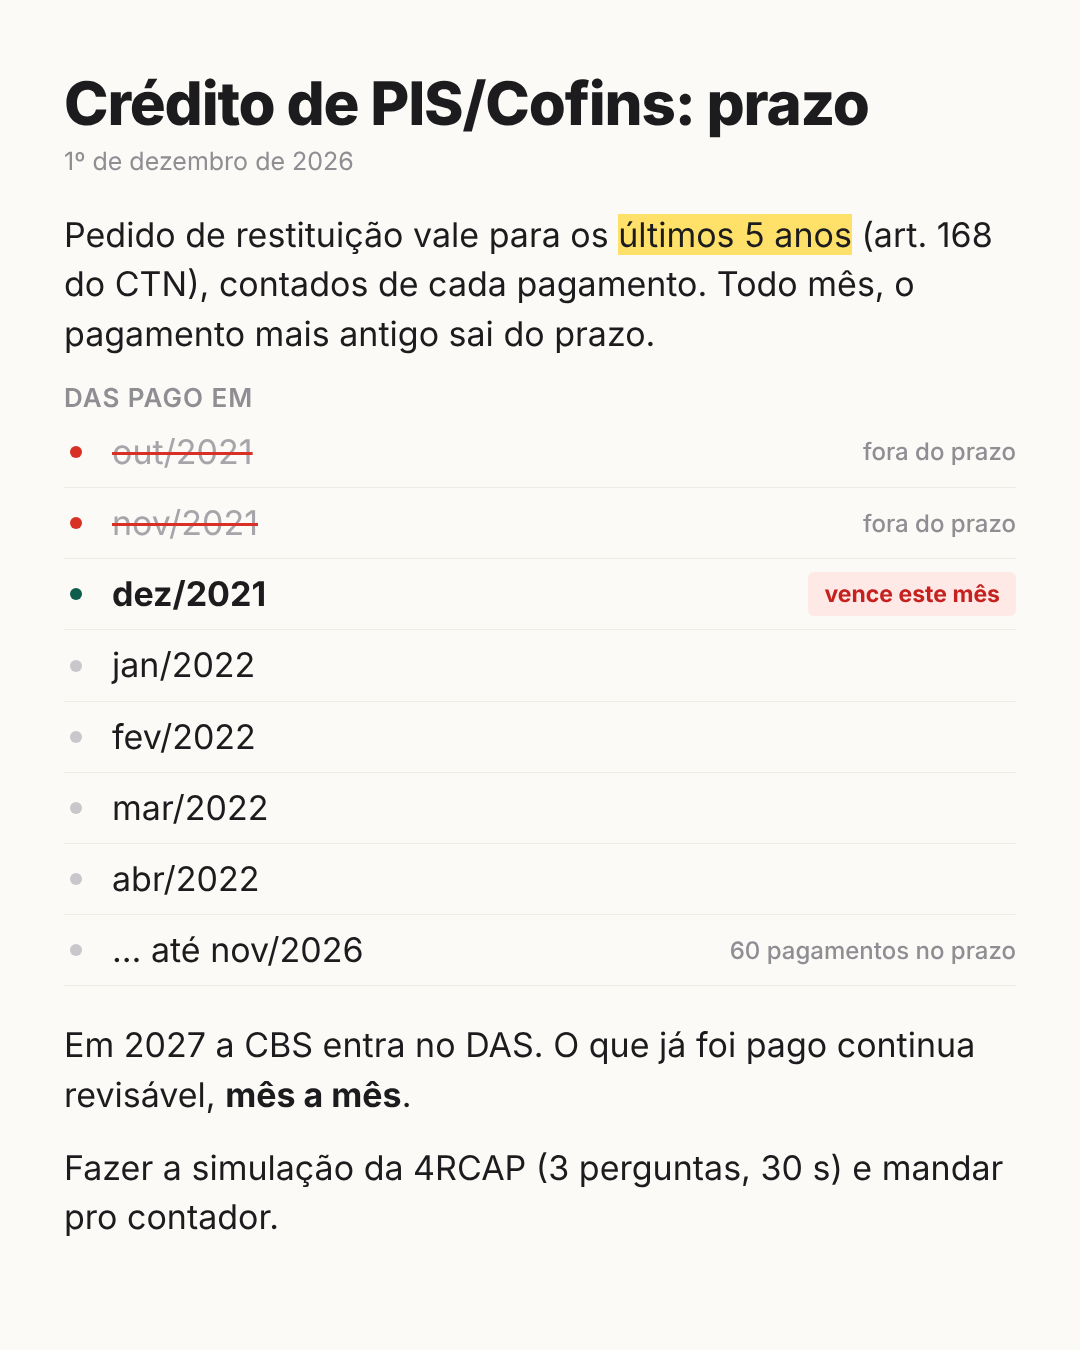 Crédito de PIS/Cofins: prazo
1º de dezembro de 2026
Pedido de restituição vale para os últimos 5 anos (art. 168
do CTN), contados de cada pagamento. Todo mês, o
pagamento mais antigo sai do prazo.
DAS PAGO EM
out/2021 fora do prazo
nov/2021 fora do prazo
dez/2021 vence este mês
jan/2022
fev/2022
mar/2022
abr/2022
... até nov/2026 60 pagamentos no prazo
Em 2027 a CBS entra no DAS. O que já foi pago continua
revisável, mês a mês.
Fazer a simulação da 4RCAP (3 perguntas, 30 s) e mandar
pro contador.